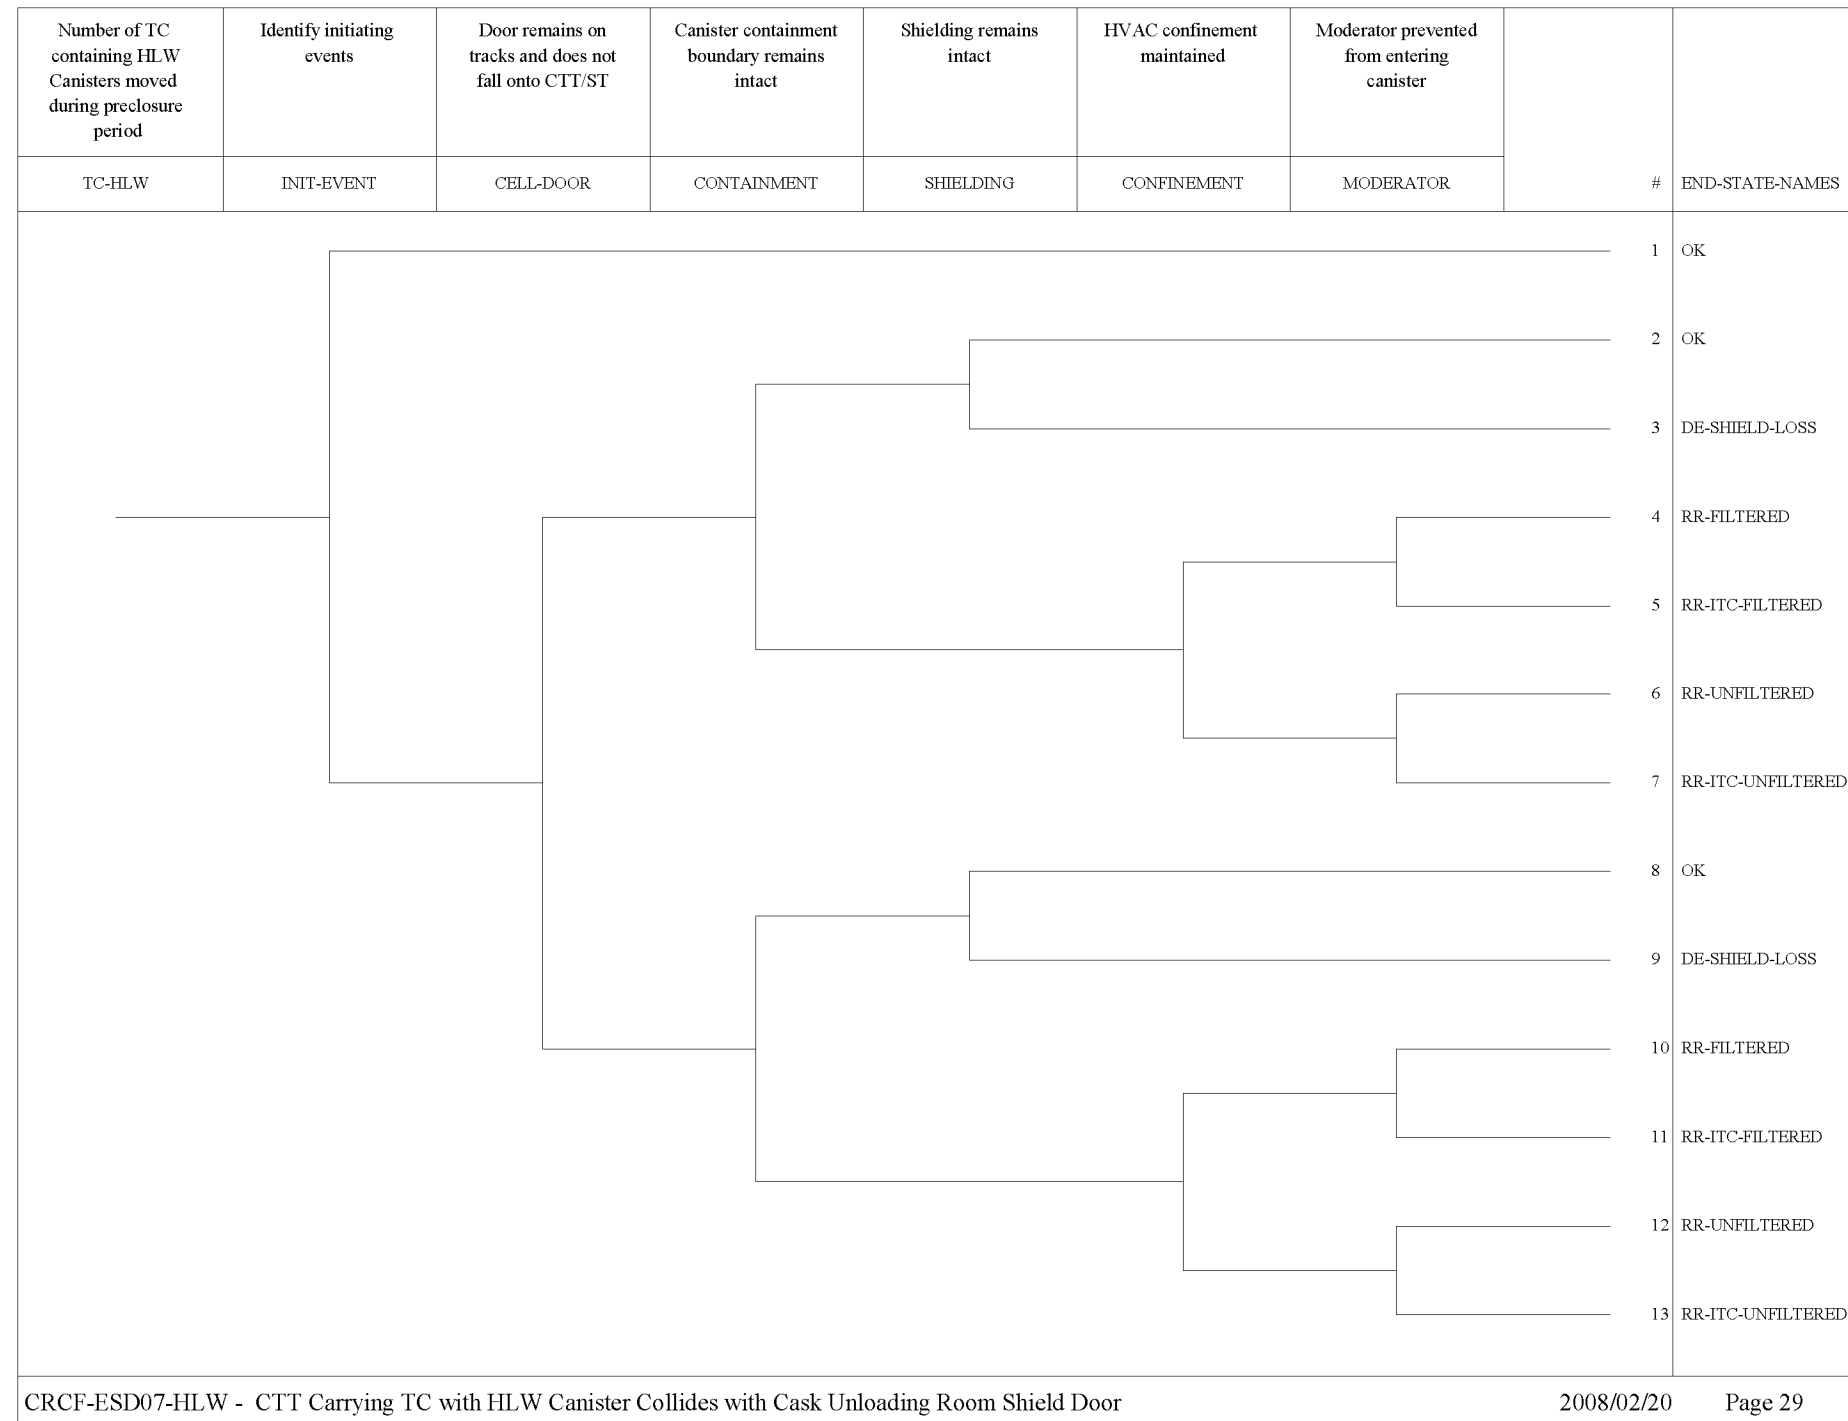 Number of TC
containing HLW
Canisters moved
during preclosure
period
Identify initiating
events
Door remains on
tracks and does not
fall onto CTT/ST
Canister containment
boundary remains
intact
Shielding remains
intact
HVAC confinement
maintained
Moderator prevented
from entering
canister
TC-HLW INIT-EVENT CELL-DOOR CONTAINMENT SHIELDING CONFINEMENT MODERATOR # END-STATE-NAMES
1 OK
2 OK
3 DE-SHIELD-LOSS
4 RR-FILTERED
5 RR-ITC-FILTERED
6 RR-UNFILTERED
7 RR-ITC-UNFILTERED
8 OK
9 DE-SHIELD-LOSS
10 RR-FILTERED
11 RR-ITC-FILTERED
12 RR-UNFILTERED
13 RR-ITC-UNFILTERED
CRCF-ESD07-HLW - CTT Carrying TC with HLW Canister Collides with Cask Unloading Room Shield Door 2008/02/20 Page 29